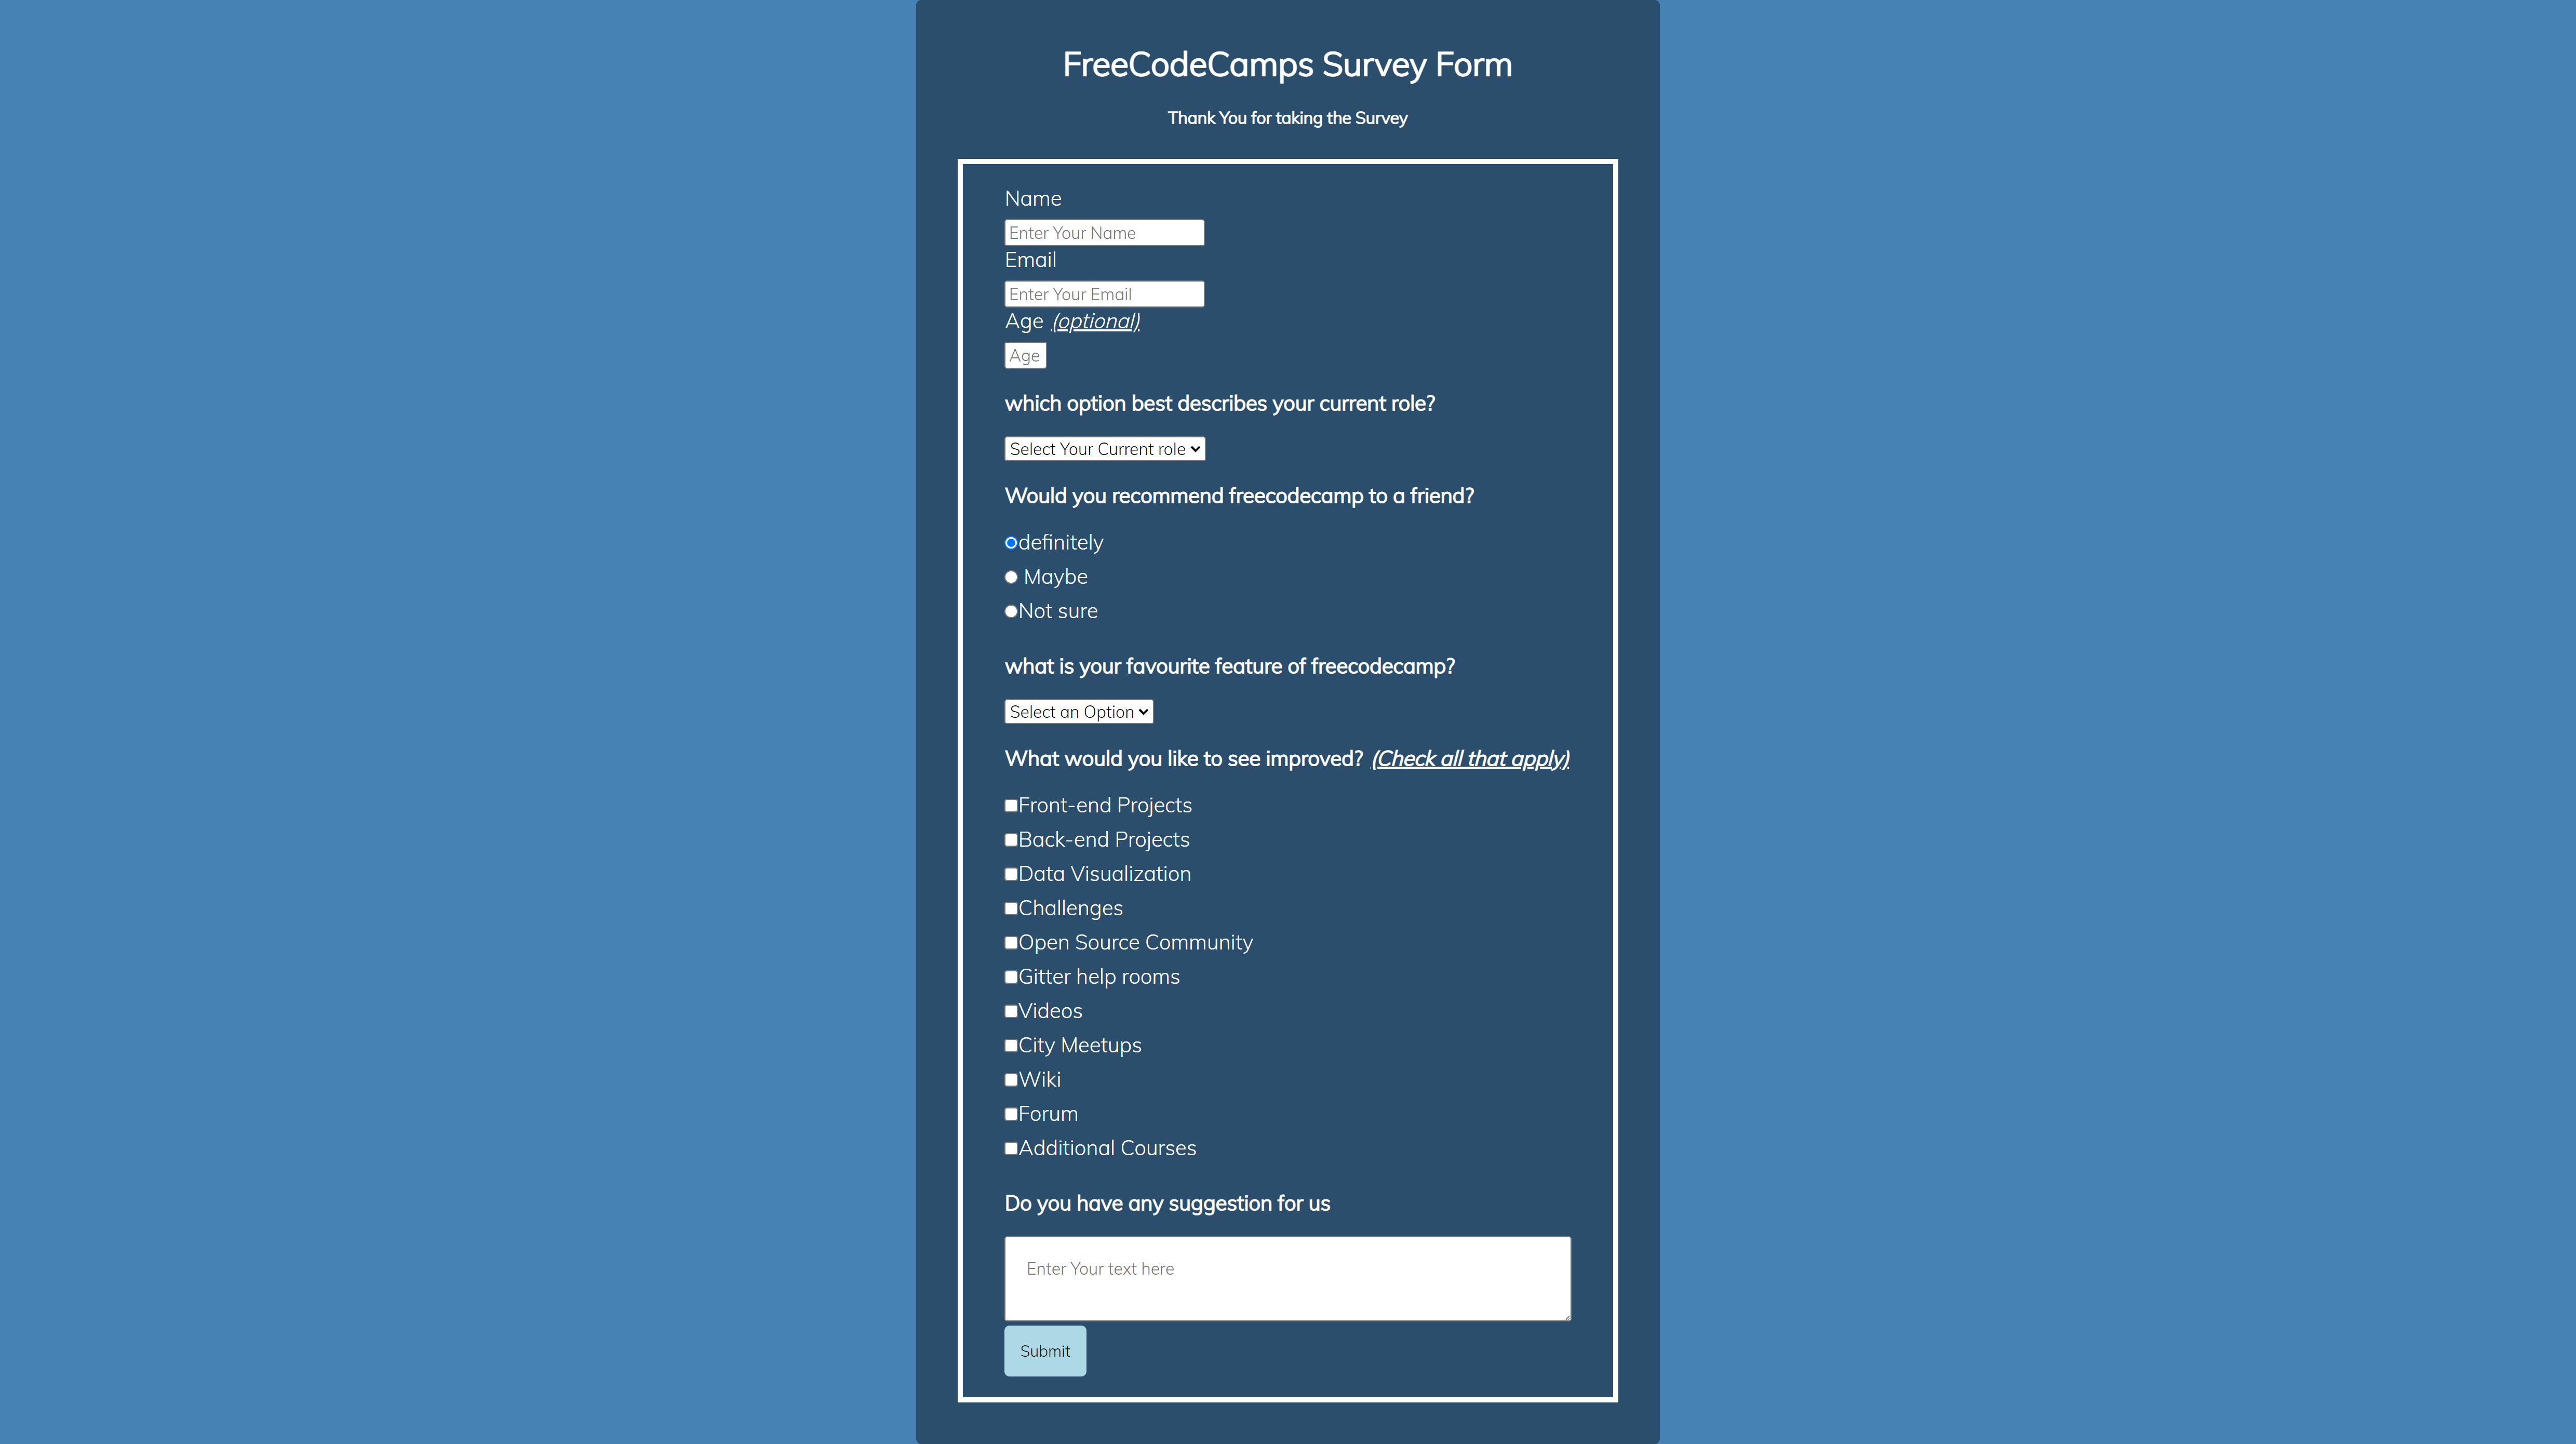 FreeCodeCamps Survey Form
Thank You for taking the Survey
Name
Enter Your Name
Email
Enter Your Email
Age (optional)
Age
which option best describes your current role?
Select Your Current role
Would you recommend freecodecamp to a friend?
definitely
Maybe
Not sure
what is your favourite feature of freecodecamp?
Select an Option
What would you like to see improved? (Check all that apply)
Front-end Projects
Back-end Projects
Data Visualization
Challenges
Open Source Community
Gitter help rooms
Videos
City Meetups
Wiki
Forum
Additional Courses
Do you have any suggestion for us
Enter Your text here
Submit